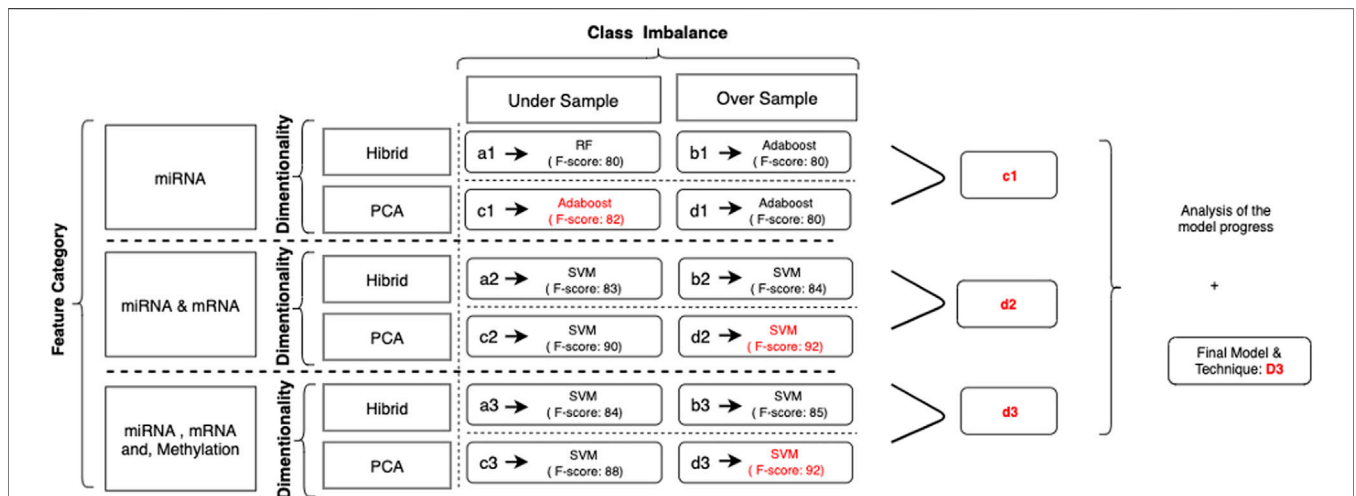 Class Imbalance
Under Sample
Over Sample
Feature Category
miRNA
Dimentionality
Hibrid
a1
RF
( F-score: 80)
b1
Adaboost
( F-score: 80)
PCA
c1
Adaboost
( F-score: 82)
d1
Adaboost
( F-score: 80)
c1
miRNA & mRNA
Dimentionality
Hibrid
a2
SVM
( F-score: 83)
b2
SVM
( F-score: 84)
PCA
c2
SVM
( F-score: 90)
d2
SVM
( F-score: 92)
d2
miRNA , mRNA
and, Methylation
Dimentionality
Hibrid
a3
SVM
( F-score: 84)
b3
SVM
( F-score: 85)
PCA
c3
SVM
( F-score: 88)
d3
SVM
( F-score: 92)
d3
Analysis of the
model progress
+
Final Model &
Technique: D3